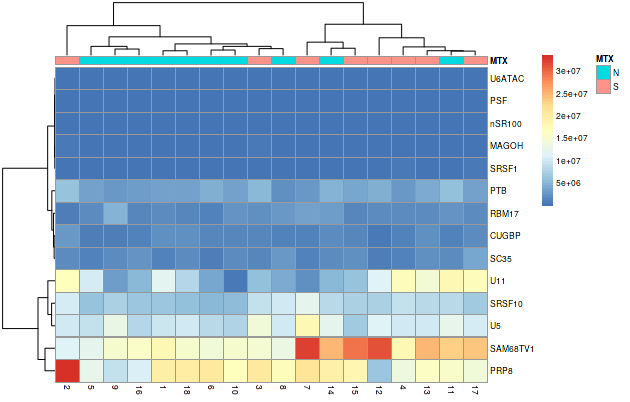 MTX
U6ATAC
PSF
nSR100
MAGOH
SRSF1
PTB
RBM17
CUGBP
SC35
U11
SRSF10
U5
SAM68TV1
PRP8
2 5 9 16 1 18 6 10 3 8 7 14 15 12 4 13 11 17
3e+07
2.5e+07
2e+07
1.5e+07
1e+07
5e+06
MTX
N
S